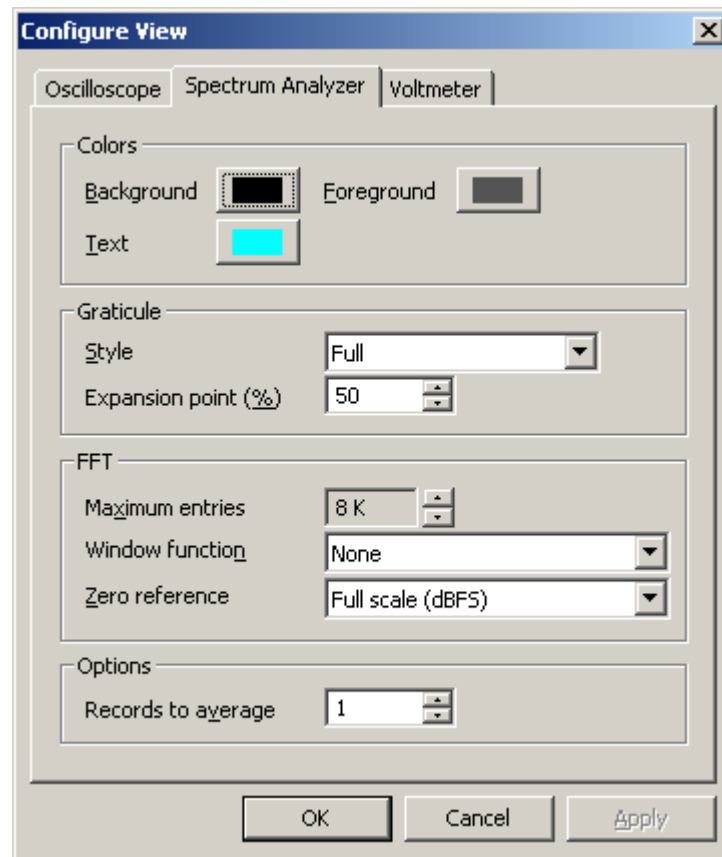 Configure View
Oscilloscope Spectrum Analyzer Voltmeter
Colors
Background Foreground
Text
Graticule
Style Full
Expansion point (%) 50
FFT
Maximum entries 8 K
Window function None
Zero reference Full scale (dBFS)
Options
Records to average 1
OK Cancel Apply